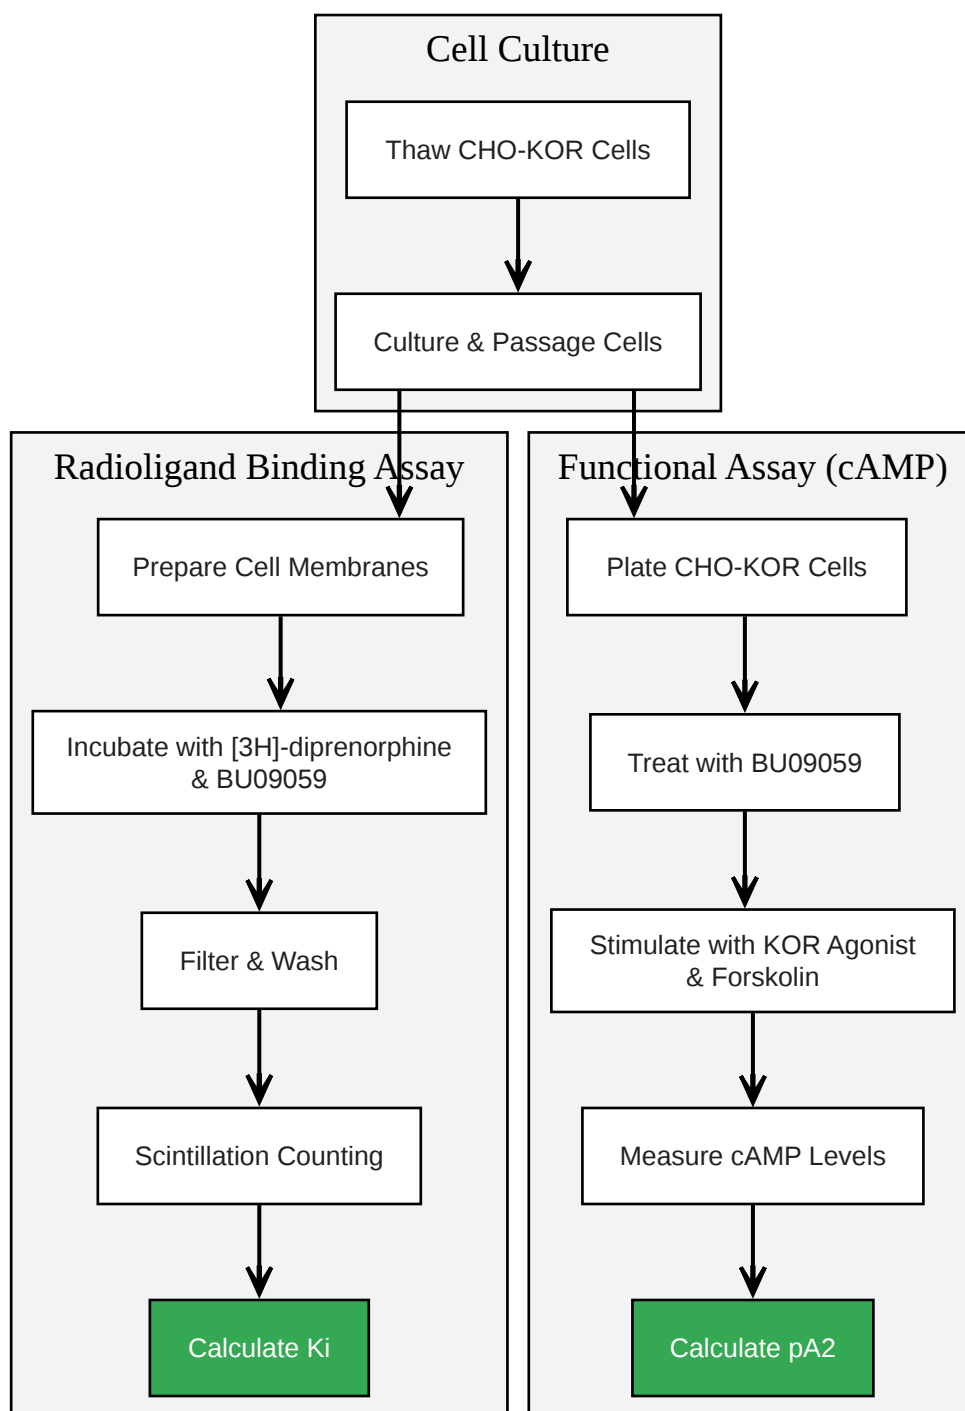 Cell Culture
Thaw CHO-KOR Cells
Culture & Passage Cells
Radioligand Binding Assay
Prepare Cell Membranes
Incubate with [3H]-diprenorphine
& BU09059
Filter & Wash
Scintillation Counting
Calculate Ki
Functional Assay (cAMP)
Plate CHO-KOR Cells
Treat with BU09059
Stimulate with KOR Agonist
& Forskolin
Measure cAMP Levels
Calculate pA2